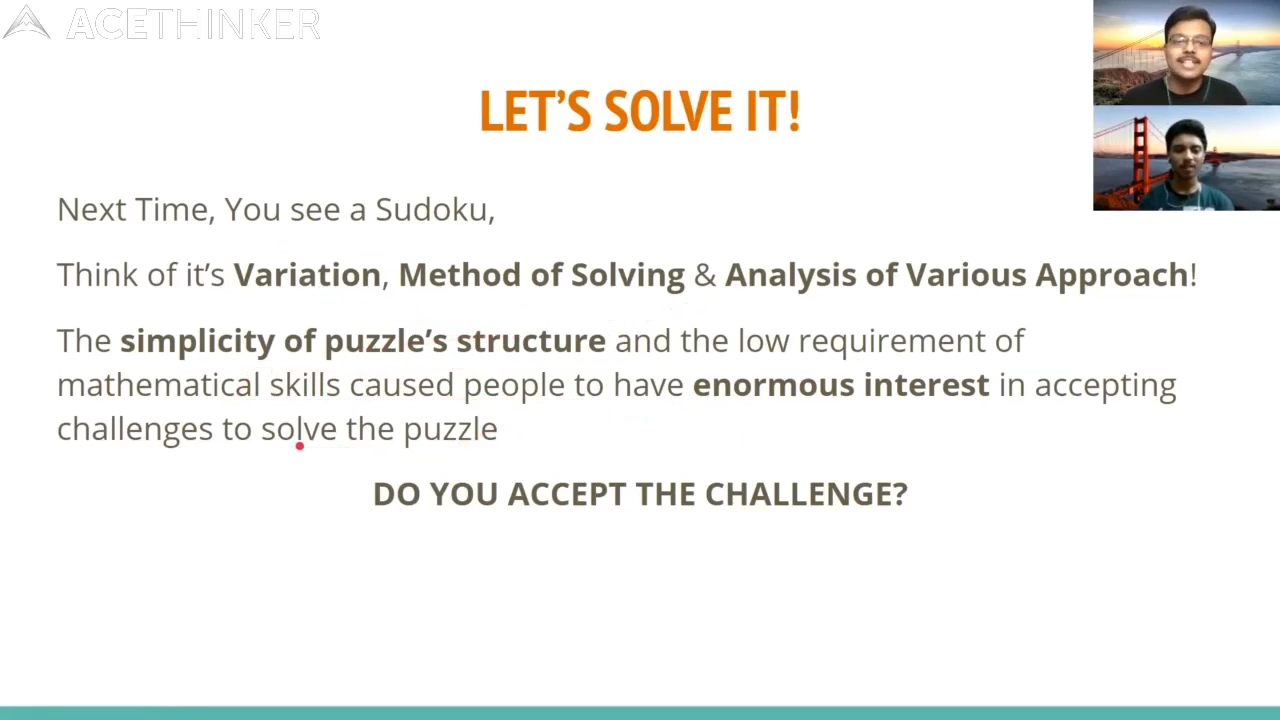 ACETHINKER
LET'S SOLVE IT!
Next Time, You see a Sudoku,
Think of it's Variation, Method of Solving & Analysis of Various Approach!
The simplicity of puzzle's structure and the low requirement of
mathematical skills caused people to have enormous interest in accepting
challenges to solve the puzzle
DO YOU ACCEPT THE CHALLENGE?